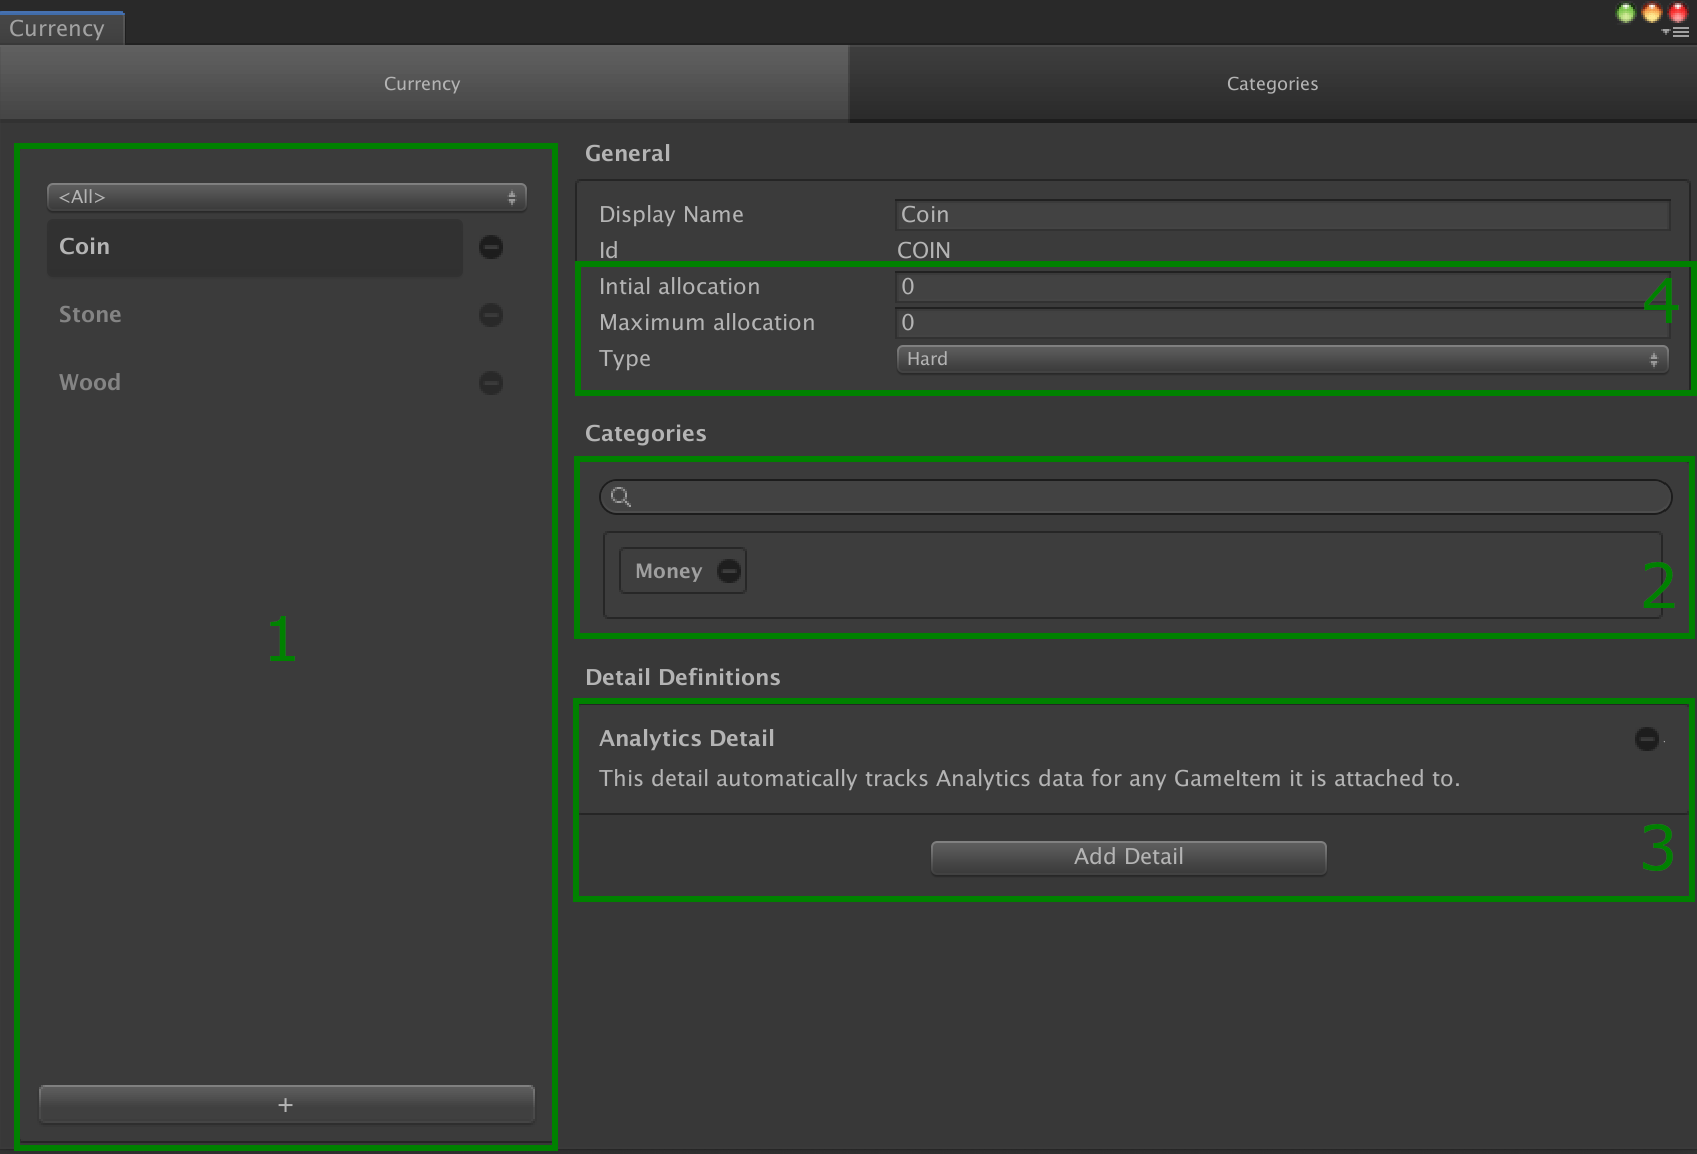 Currency
Currency
Categories
<All>
Coin
Stone
Wood
1
+
General
Display Name
Coin
Id
COIN
Intial allocation
0
4
Maximum allocation
0
Type
Hard
Categories
Money
2
Detail Definitions
Analytics Detail
This detail automatically tracks Analytics data for any GameItem it is attached to.
3
Add Detail